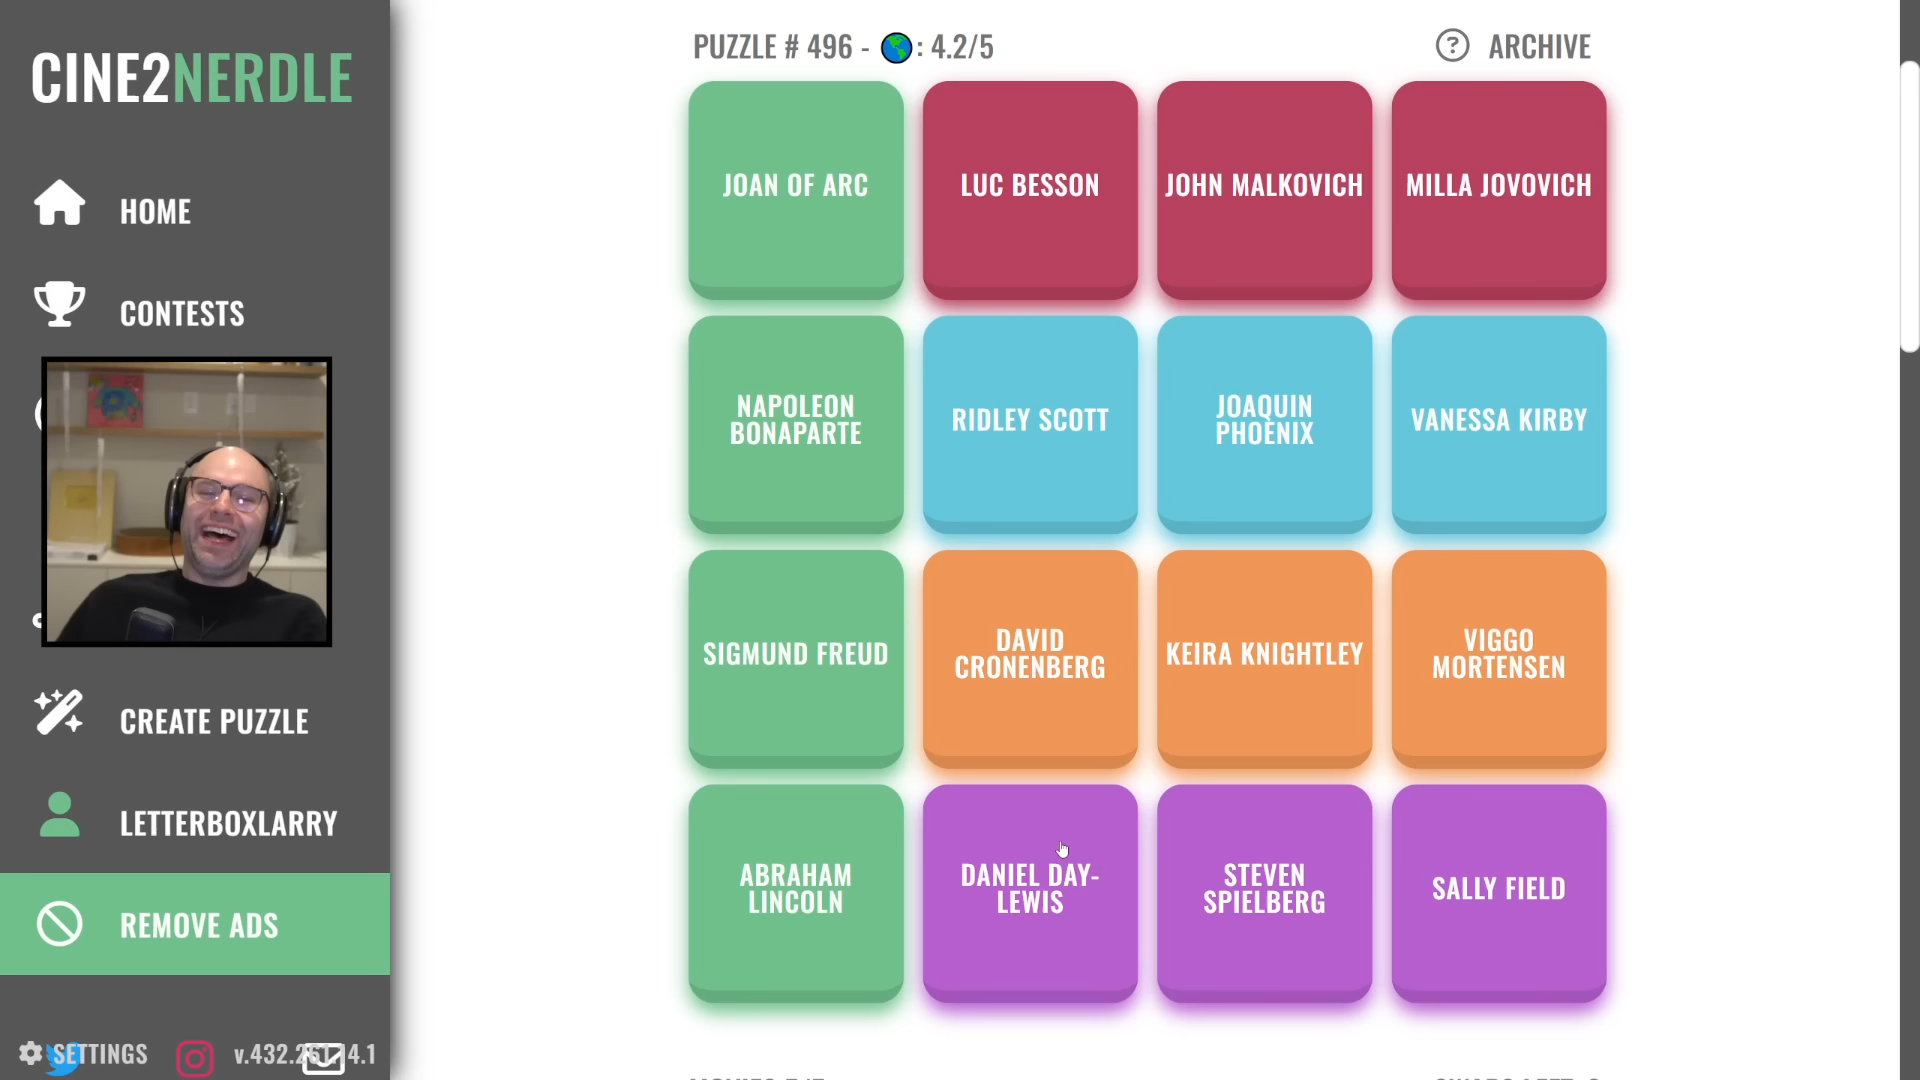 CINE2NERDLE
HOME
CONTESTS
CREATE PUZZLE
LETTERBOXLARRY
REMOVE ADS
SETTINGS
PUZZLE # 496 - : 4.2/5
? ARCHIVE
JOAN OF ARC
LUC BESSON
JOHN MALKOVICH
MILLA JOVOVICH
NAPOLEON
BONAPARTE
RIDLEY SCOTT
JOAQUIN
PHOENIX
VANESSA KIRBY
SIGMUND FREUD
DAVID
CRONENBERG
KEIRA KNIGHTLEY
VIGGO
MORTENSEN
ABRAHAM
LINCOLN
DANIEL DAY-
LEWIS
STEVEN
SPIELBERG
SALLY FIELD